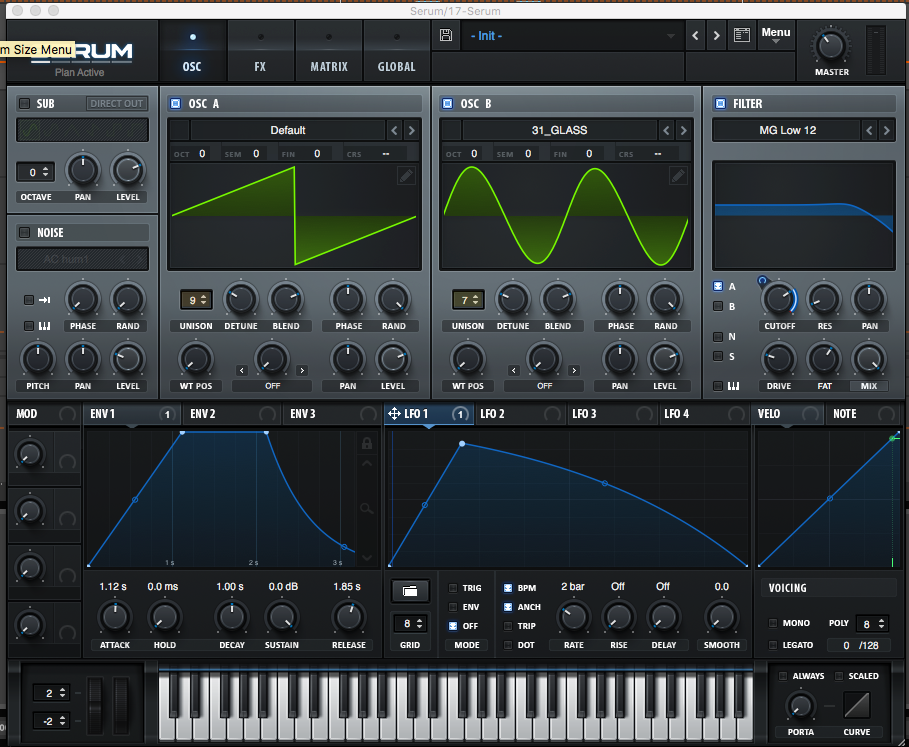 Serum/17-Serum
m Size Menu
SERUM
Plan Active
OSC FX MATRIX GLOBAL
- Init -
Menu
MASTER
SUB DIRECT OUT
OCTAVE PAN LEVEL
0
NOISE
AC hum1
PHASE RAND
PITCH PAN LEVEL
OSC A
Default
OCT 0 SEM 0 FIN 0 CRS --
9
UNISON DETUNE BLEND PHASE RAND
WT POS OFF PAN LEVEL
OSC B
31_GLASS
OCT 0 SEM 0 FIN 0 CRS --
7
UNISON DETUNE BLEND PHASE RAND
WT POS OFF PAN LEVEL
FILTER
MG Low 12
A
B
N
S
CUTOFF RES PAN
DRIVE FAT MIX
MOD ENV 1 1 ENV 2 ENV 3 LFO 1 1 LFO 2 LFO 3 LFO 4 VELO NOTE
1 s 2 s 3 s
1.12 s 0.0 ms 1.00 s 0.0 dB 1.85 s
ATTACK HOLD DECAY SUSTAIN RELEASE
8
GRID
TRIG
ENV
OFF
MODE
BPM
ANCH
TRIP
DOT
2 bar Off Off 0.0
RATE RISE DELAY SMOOTH
VOICING
MONO POLY 8
LEGATO 0 /128
2
-2
ALWAYS SCALED
PORTA CURVE